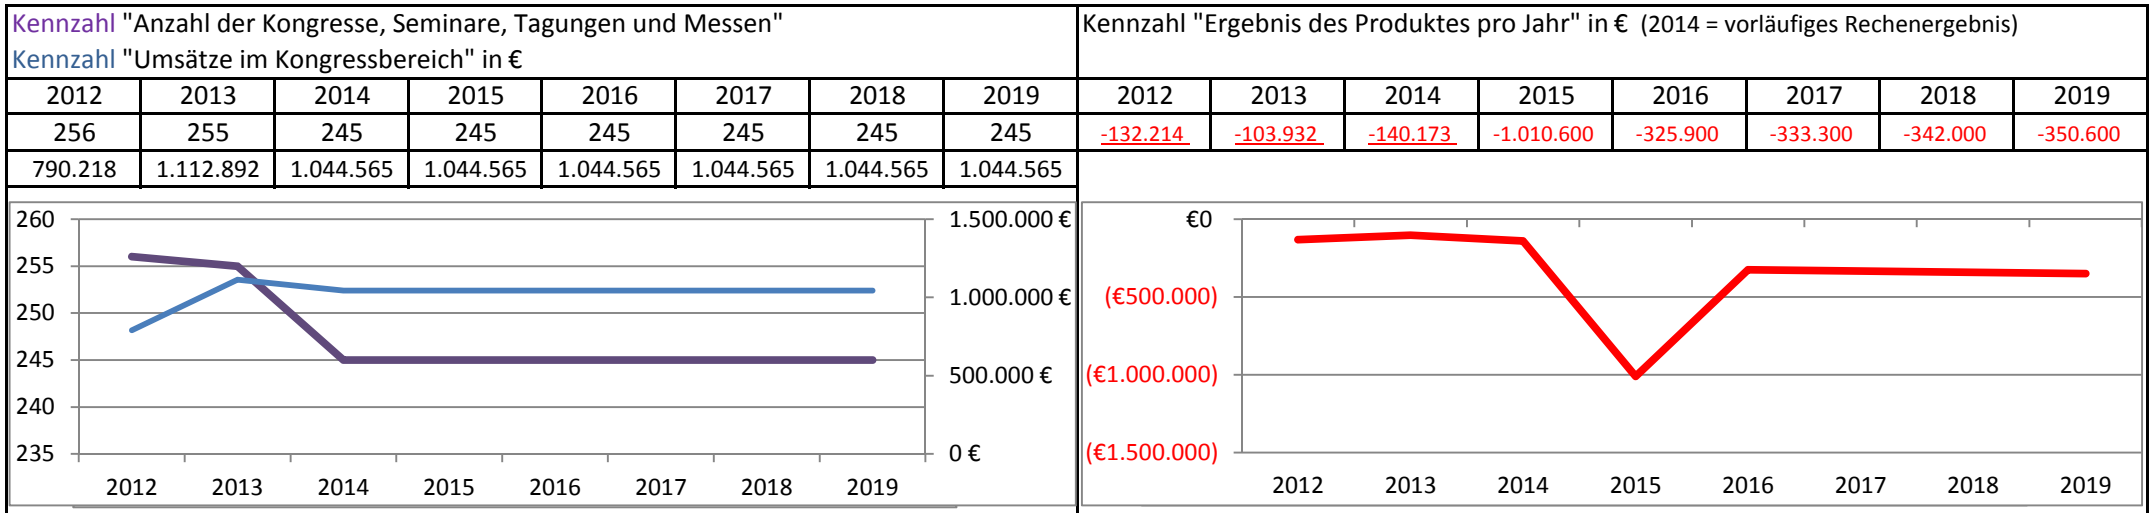 Kennzahl "Anzahl der Kongresse, Seminare, Tagungen und Messen"
Kennzahl "Umsätze im Kongressbereich" in €
2012 2013 2014 2015 2016 2017 2018 2019
256 255 245 245 245 245 245 245
790.218 1.112.892 1.044.565 1.044.565 1.044.565 1.044.565 1.044.565 1.044.565
260
255
250
245
240
235
1.500.000 €
1.000.000 €
500.000 €
0 €
2012 2013 2014 2015 2016 2017 2018 2019
Kennzahl "Ergebnis des Produktes pro Jahr" in € (2014 = vorläufiges Rechenergebnis)
2012 2013 2014 2015 2016 2017 2018 2019
-132.214 -103.932 -140.173 -1.010.600 -325.900 -333.300 -342.000 -350.600
€0
(€500.000)
(€1.000.000)
(€1.500.000)
2012 2013 2014 2015 2016 2017 2018 2019